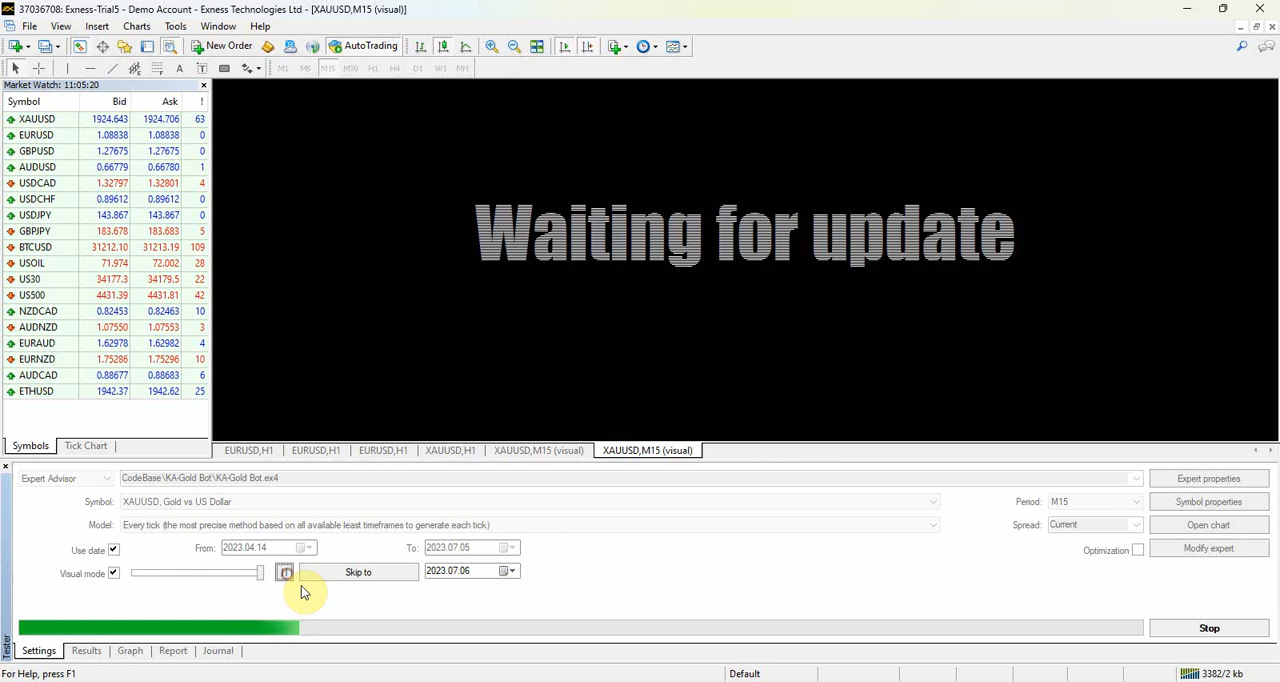 37036708: Exness-Trial5 - Demo Account - Exness Technologies Ltd - [XAUUSD,M15 (visual)]
File View Insert Charts Tools Window Help
New Order AutoTrading
A T M1 M5 M15 M30 H1 H4 D1 W1 MN
Market Watch: 11:05:20
Symbol Bid Ask !
XAUUSD 1924.643 1924.706 63
EURUSD 1.08838 1.08838 0
GBPUSD 1.27675 1.27675 0
AUDUSD 0.66779 0.66780 1
USDCAD 1.32797 1.32801 4
USDCHF 0.89612 0.89612 0
USDJPY 143.867 143.867 0
GBPJPY 183.678 183.683 5
BTCUSD 31212.10 31213.19 109
USOIL 71.974 72.002 28
US30 34177.3 34179.5 22
US500 4431.39 4431.81 42
NZDCAD 0.82453 0.82463 10
AUDNZD 1.07550 1.07553 3
EURAUD 1.62978 1.62982 4
EURNZD 1.75286 1.75296 10
AUDCAD 0.88677 0.88683 6
ETHUSD 1942.37 1942.62 25
Waiting for update
Symbols Tick Chart
EURUSD,H1 EURUSD,H1 EURUSD,H1 XAUUSD,H1 XAUUSD,M15 (visual) XAUUSD,M15 (visual)
Expert Advisor CodeBase\KA-Gold Bot\KA-Gold Bot.ex4 Expert properties
Symbol: XAUUSD, Gold vs US Dollar Period: M15 Symbol properties
Model: Every tick (the most precise method based on all available least timeframes to generate each tick) Spread: Current Open chart
Use date From: 2023.04.14 To: 2023.07.05 Optimization Modify expert
Visual mode Skip to 2023.07.06
Stop
Tester
Settings Results Graph Report Journal
For Help, press F1 Default 3382/2 kb